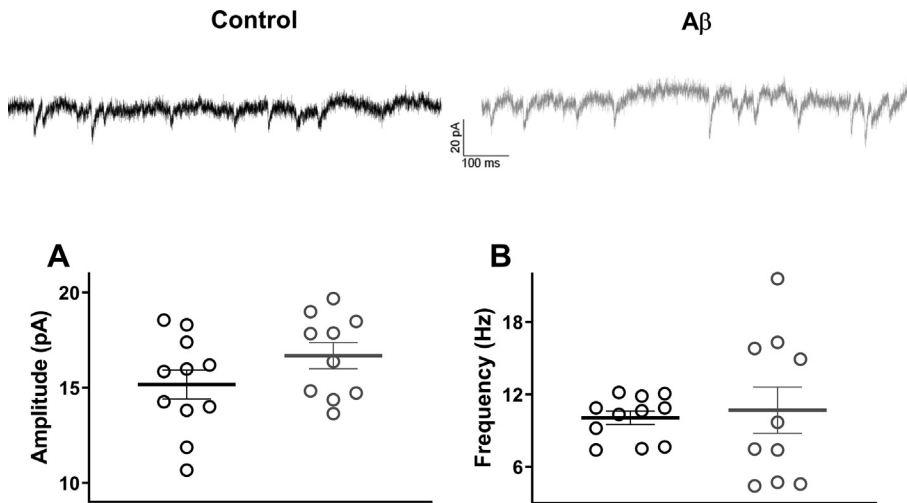 Control
Aβ
20 pA
100 ms
A
Amplitude (pA)
20
15
10
B
Frequency (Hz)
18
12
6